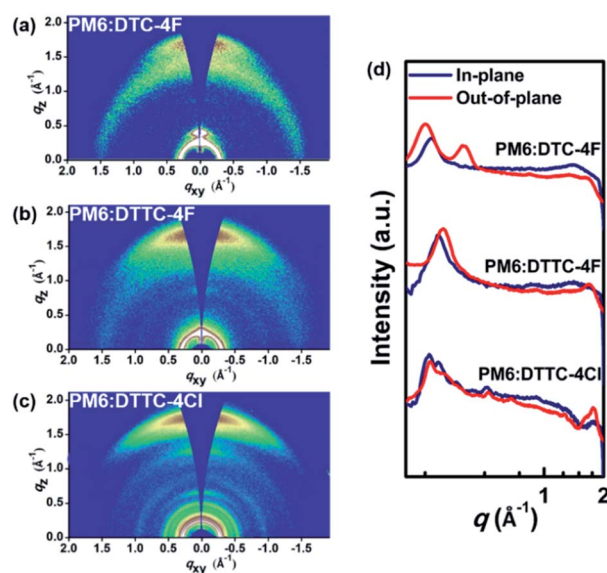 (a)
PM6:DTC-4F
qz (Å⁻¹)
2.0
1.5
1.0
0.5
0.0
2.0 1.5 1.0 0.5 0.0 -0.5 -1.0 -1.5
qxy (Å⁻¹)
(b)
PM6:DTTC-4F
qz (Å⁻¹)
2.0
1.5
1.0
0.5
0.0
2.0 1.5 1.0 0.5 0.0 -0.5 -1.0 -1.5
qxy (Å⁻¹)
(c)
PM6:DTTC-4Cl
qz (Å⁻¹)
2.0
1.5
1.0
0.5
0.0
2.0 1.5 1.0 0.5 0.0 -0.5 -1.0 -1.5
qxy (Å⁻¹)
(d)
In-plane
Out-of-plane
PM6:DTC-4F
PM6:DTTC-4F
PM6:DTTC-4Cl
Intensity (a.u.)
1 2
q (Å⁻¹)